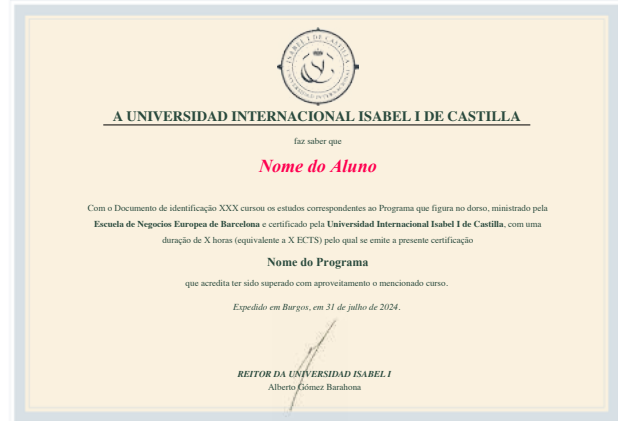 ISABEL I DE CASTILLA
UNIVERSIDAD INTERNACIONAL
A UNIVERSIDAD INTERNACIONAL ISABEL I DE CASTILLA
faz saber que
Nome do Aluno
Com o Documento de identificação XXX cursou os estudos correspondentes ao Programa que figura no dorso, ministrado pela
Escuela de Negocios Europea de Barcelona e certificado pela Universidad Internacional Isabel I de Castilla, com uma
duração de X horas (equivalente a X ECTS) pelo qual se emite a presente certificação
Nome do Programa
que acredita ter sido superado com aproveitamento o mencionado curso.
Expedido em Burgos, em 31 de julho de 2024.
REITOR DA UNIVERSIDAD ISABEL I
Alberto Gómez Barahona